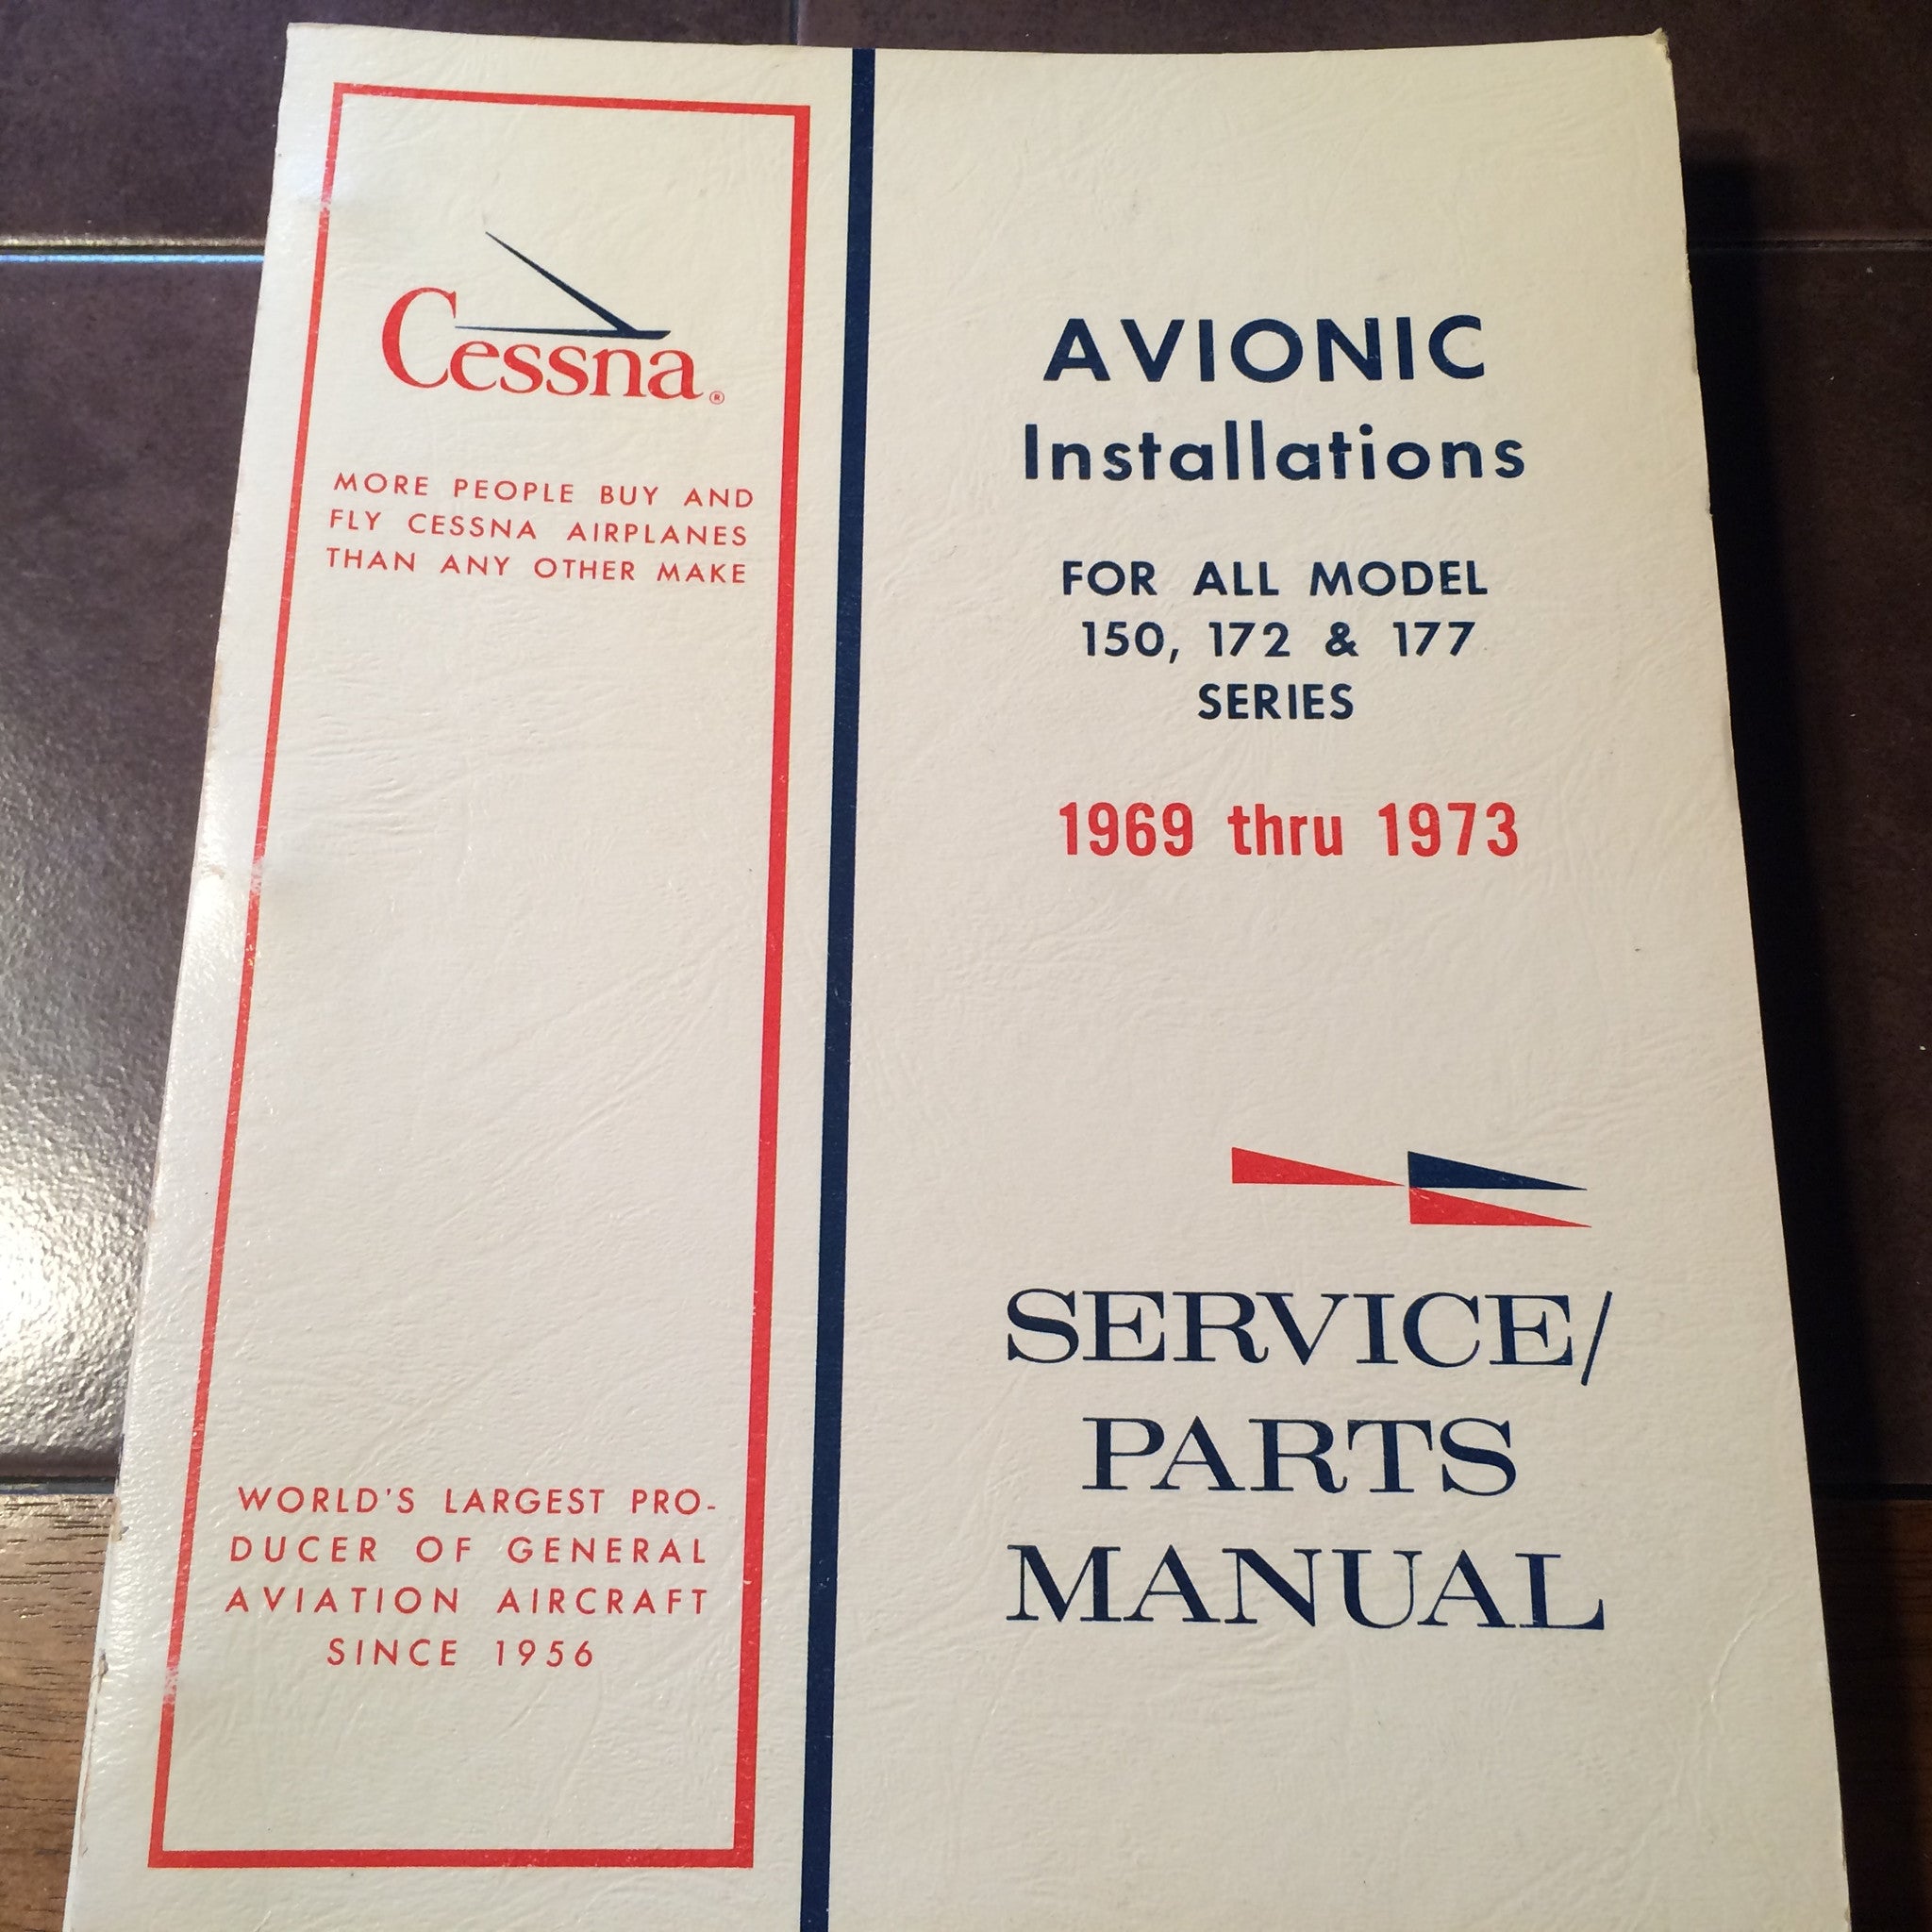 Cessna®
MORE PEOPLE BUY AND
FLY CESSNA AIRPLANES
THAN ANY OTHER MAKE
WORLD'S LARGEST PRO-
DUCER OF GENERAL
AVIATION AIRCRAFT
SINCE 1956
AVIONIC
Installations
FOR ALL MODEL
150, 172 & 177
SERIES
1969 thru 1973
SERVICE/
PARTS
MANUAL